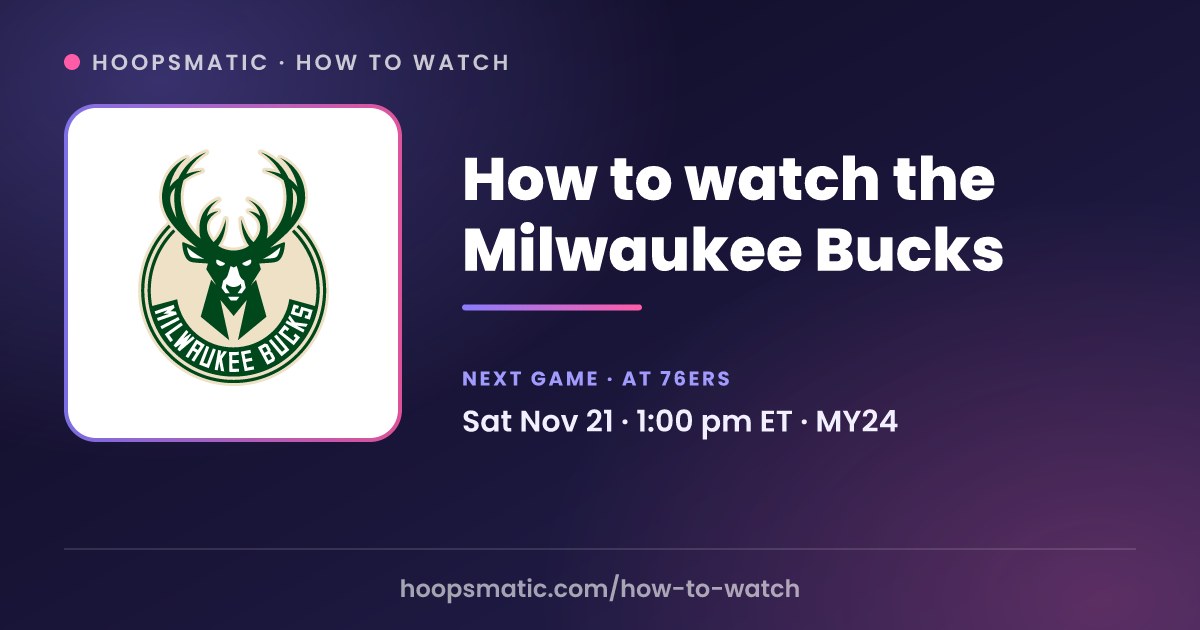 HOOPSMATIC · HOW TO WATCH
MILWAUKEE BUCKS
How to watch the
Milwaukee Bucks
NEXT GAME · AT 76ERS
Sat Nov 21 · 1:00 pm ET · MY24
hoopsmatic.com/how-to-watch